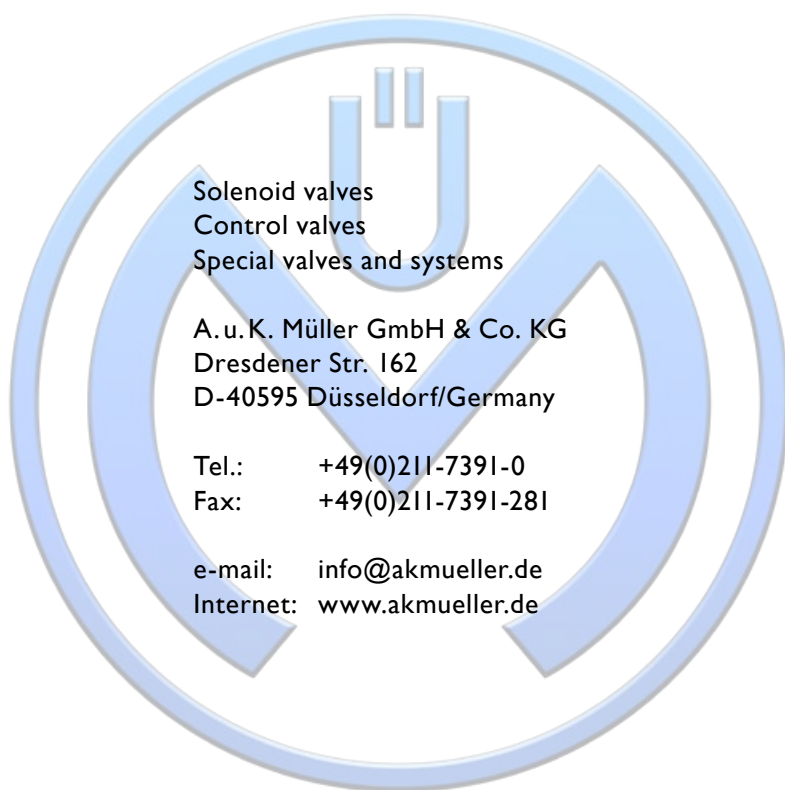 Ü
Solenoid valves
Control valves
Special valves and systems
A. u. K. Müller GmbH & Co. KG
Dresdener Str. 162
D-40595 Düsseldorf/Germany
Tel.: +49(0)211-7391-0
Fax: +49(0)211-7391-281
e-mail: info@akmueller.de
Internet: www.akmueller.de